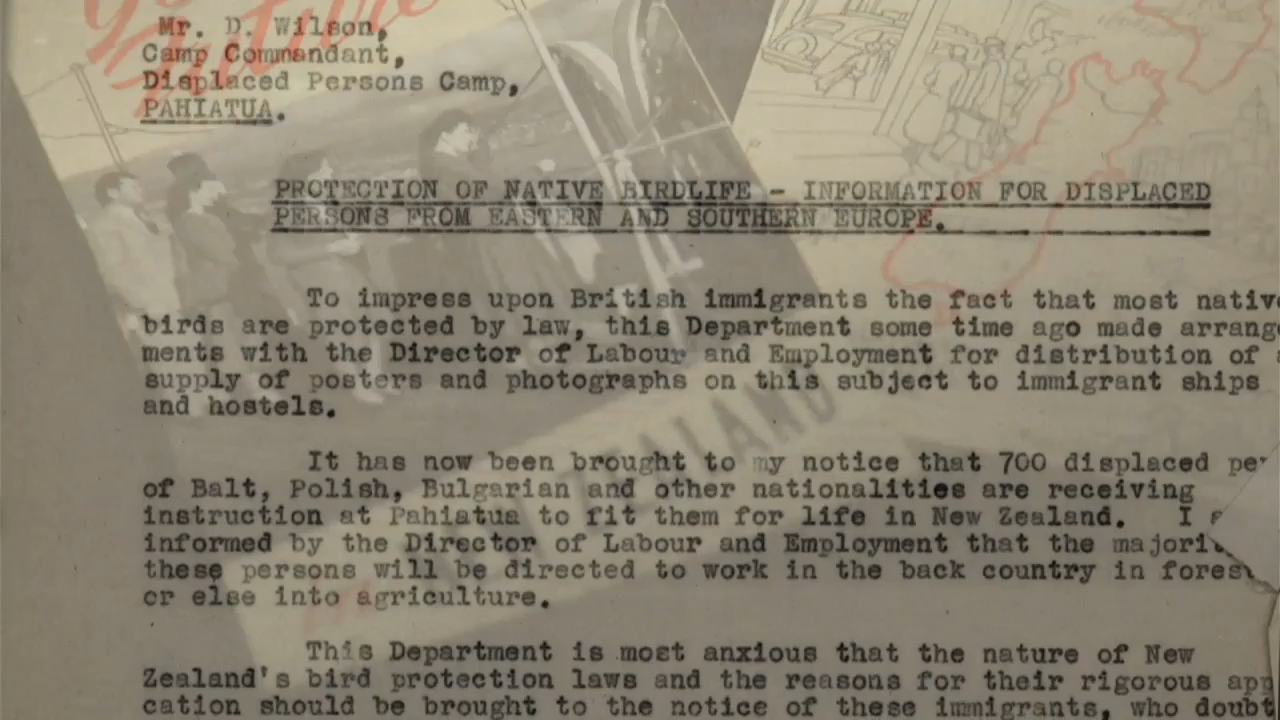 Mr. D. Wilson,
Camp Commandant,
Displaced Persons Camp,
PAHIATUA.
PROTECTION OF NATIVE BIRDLIFE - INFORMATION FOR DISPLACED
PERSONS FROM EASTERN AND SOUTHERN EUROPE.
To impress upon British immigrants the fact that most native
birds are protected by law, this Department some time ago made arrang
ments with the Director of Labour and Employment for distribution of
supply of posters and photographs on this subject to immigrant ships
and hostels.
It has now been brought to my notice that 700 displaced per
of Balt, Polish, Bulgarian and other nationalities are receiving
instruction at Pahiatua to fit them for life in New Zealand. I
informed by the Director of Labour and Employment that the majorit
these persons will be directed to work in the back country in forest
or else into agriculture.
This Department is most anxious that the nature of New
Zealand's bird protection laws and the reasons for their rigorous app
cation should be brought to the notice of these immigrants, who doubt
ZEALAND